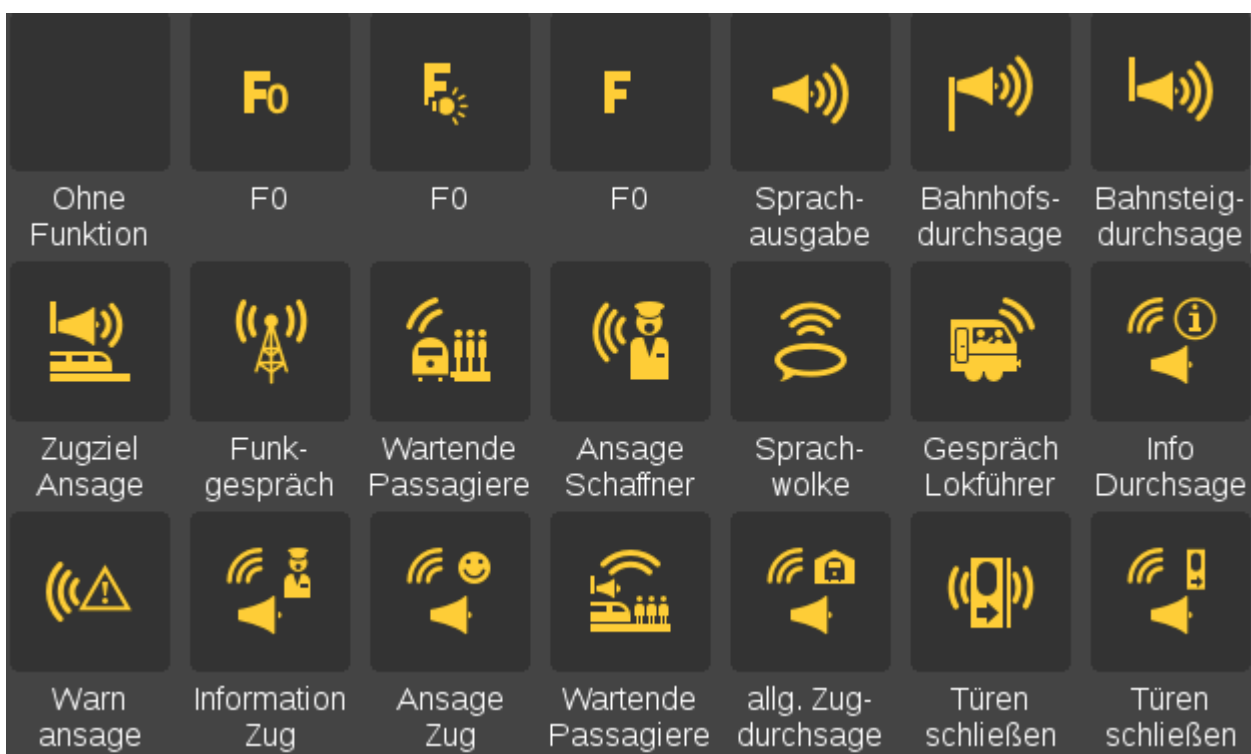 F0 F F
Ohne F0 F0 F0 Sprach- Bahnhofs- Bahnsteig-
Funktion ausgabe durchsage durchsage
i
Zugziel Funk- Wartende Ansage Sprach- Gespräch Info
Ansage gespräch Passagiere Schaffner wolke Lokführer Durchsage
!
Warn Information Ansage Wartende allg. Zug- Türen Türen
ansage Zug Zug Passagiere durchsage schließen schließen